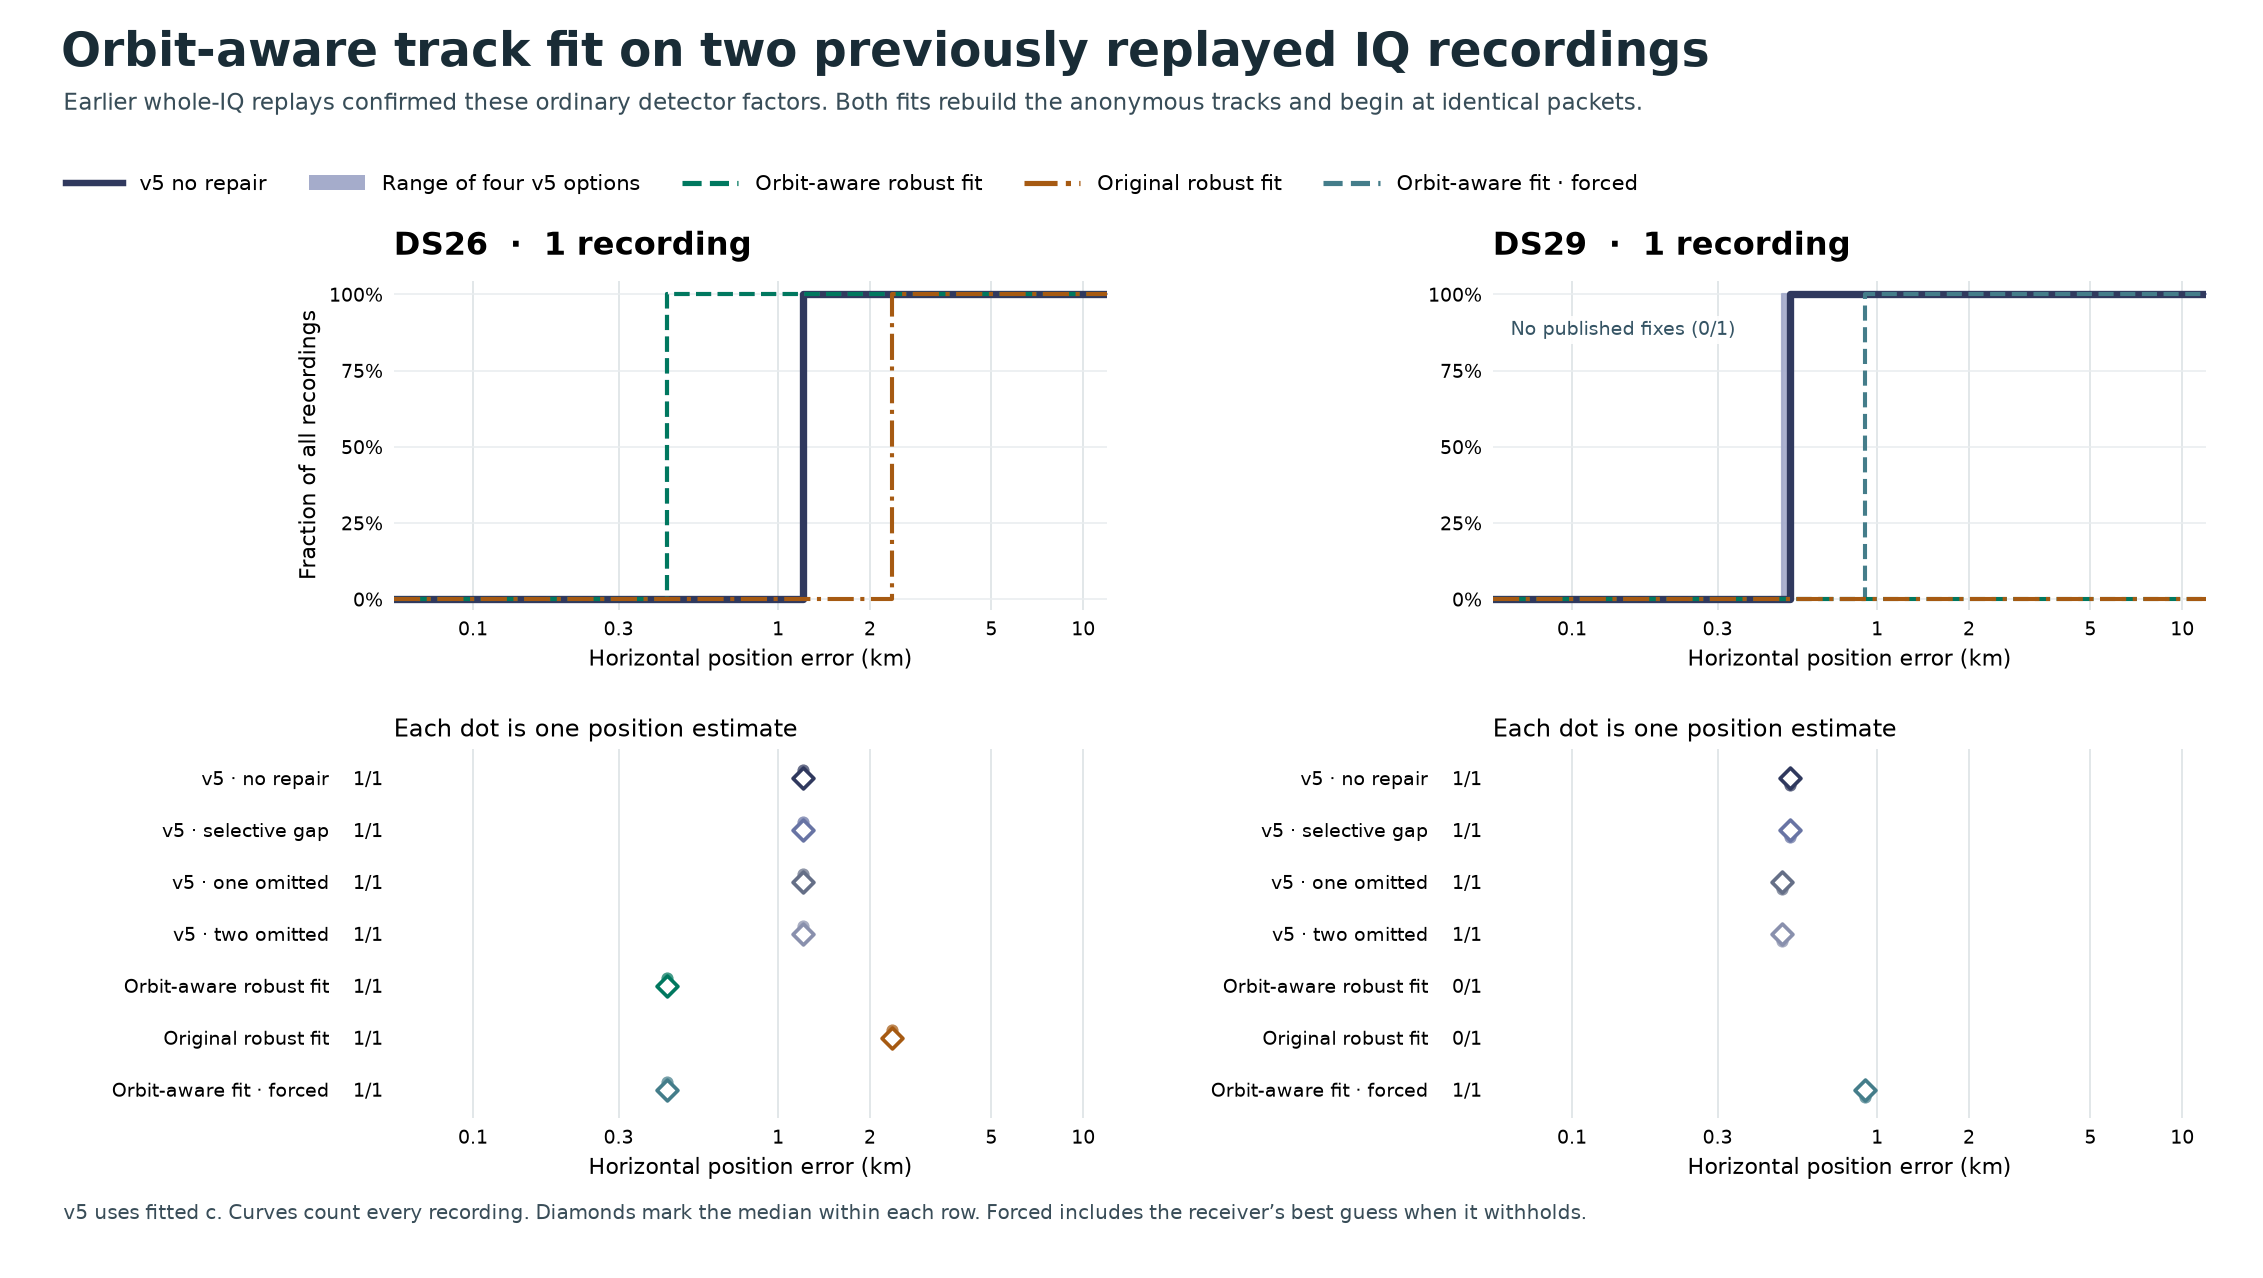 Orbit-aware track fit on two previously replayed IQ recordings
Earlier whole-IQ replays confirmed these ordinary detector factors. Both fits rebuild the anonymous tracks and begin at identical packets.
v5 no repair
Range of four v5 options
Orbit-aware robust fit
Original robust fit
Orbit-aware fit · forced
DS26 · 1 recording
Fraction of all recordings
100%
75%
50%
25%
0%
0.1 0.3 1 2 5 10
Horizontal position error (km)
DS29 · 1 recording
100%
No published fixes (0/1)
75%
50%
25%
0%
0.1 0.3 1 2 5 10
Horizontal position error (km)
Each dot is one position estimate
v5 · no repair 1/1
v5 · selective gap 1/1
v5 · one omitted 1/1
v5 · two omitted 1/1
Orbit-aware robust fit 1/1
Original robust fit 1/1
Orbit-aware fit · forced 1/1
0.1 0.3 1 2 5 10
Horizontal position error (km)
Each dot is one position estimate
v5 · no repair 1/1
v5 · selective gap 1/1
v5 · one omitted 1/1
v5 · two omitted 1/1
Orbit-aware robust fit 0/1
Original robust fit 0/1
Orbit-aware fit · forced 1/1
0.1 0.3 1 2 5 10
Horizontal position error (km)
v5 uses fitted c. Curves count every recording. Diamonds mark the median within each row. Forced includes the receiver’s best guess when it withholds.